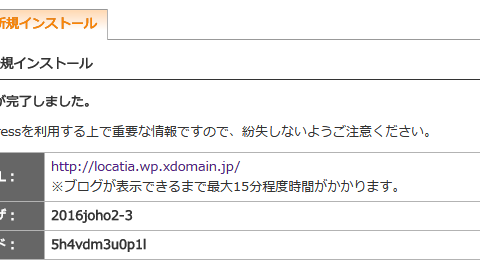 新規インストール
規インストール
が完了しました。
ressを利用する上で重要な情報ですので、紛失しないようご注意ください。
L： http://locatia.wp.xdomain.jp/
※ブログが表示できるまで最大15分程度時間がかかります。
ザ： 2016joho2-3
ド： 5h4vdm3u0p1l